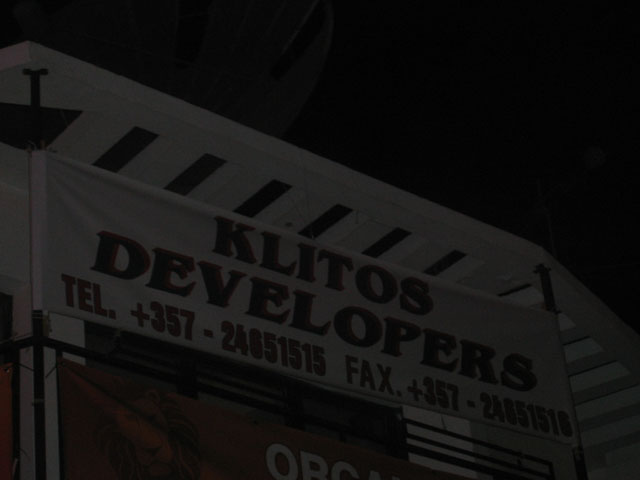 KLITOS
DEVELOPERS
TEL. +357 - 24651515 FAX. +357 - 24651516